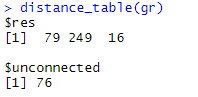 > distance_table(gr)
$res
[1]  79 249  16

$unconnected
[1] 76